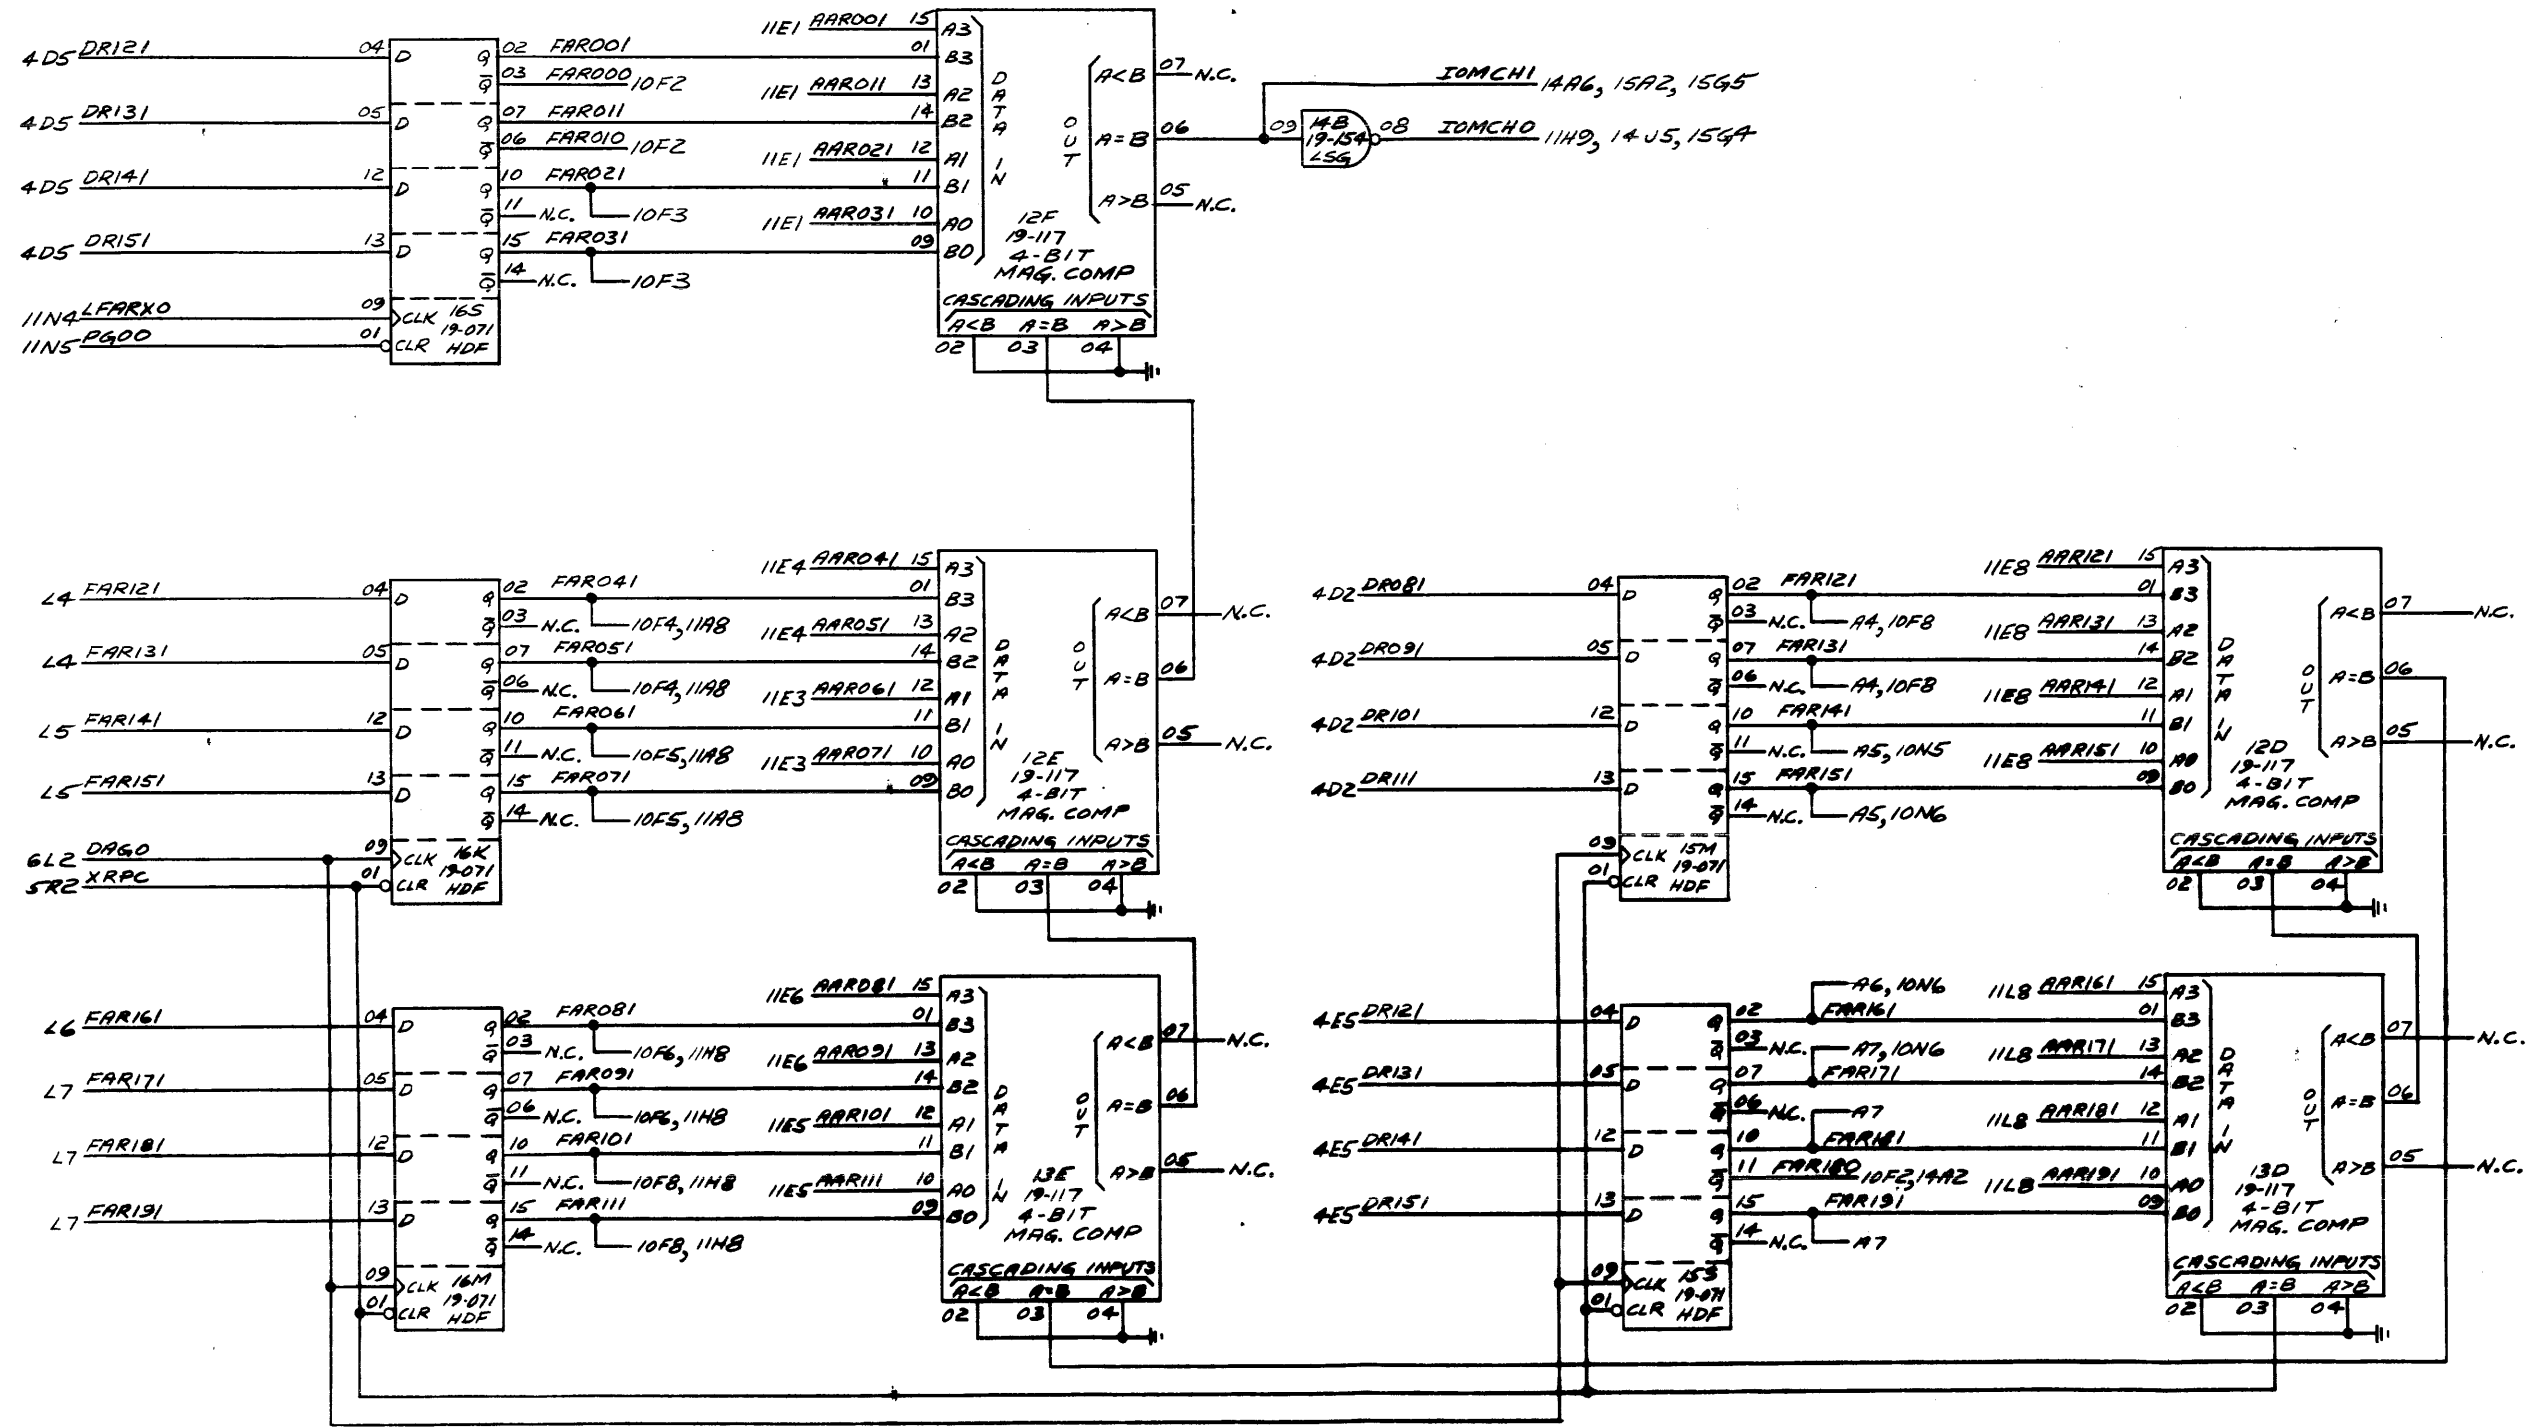 4D5 DR121 04 D Q 02 FAR001
Q 03 FAR000 10F2
4D5 DR131 05 D Q 07 FAR011
Q 06 FAR010 10F2
4D5 DR141 12 D Q 10 FAR021
Q 11 N.C. 10F3
4D5 DR151 13 D Q 15 FAR031
Q 14 N.C. 10F3
11N4 LFARX0 09 CLK 16S
19-071
11N5 PG00 01 CLR HDF
11E1 AAR001 15 A3
01 B3
11E1 AAR011 13 A2
14 B2
11E1 AAR021 12 A1
11 B1
11E1 AAR031 10 A0
09 B0
DATA IN
OUT
A<B 07 N.C.
A=B 06
A>B 05 N.C.
12F
19-117
4-BIT
MAG. COMP
CASCADING INPUTS
A<B A=B A>B
02 03 04
IOMCH1 14A6, 15A2, 15G5
09 14B 08 IOMCH0 11H9, 14J5, 15G4
19-154
LSG
L4 FAR121 04 D Q 02 FAR041
Q 03 N.C. 10F4, 11A8
L4 FAR131 05 D Q 07 FAR051
Q 06 N.C. 10F4, 11A8
L5 FAR141 12 D Q 10 FAR061
Q 11 N.C. 10F5, 11A8
L5 FAR151 13 D Q 15 FAR071
Q 14 N.C. 10F5, 11A8
6L2 DAG0 09 CLK 16K
19-071
5R2 XRPC 01 CLR HDF
11E4 AAR041 15 A3
01 B3
11E4 AAR051 13 A2
14 B2
11E3 AAR061 12 A1
11 B1
11E3 AAR071 10 A0
09 B0
DATA IN
OUT
A<B 07 N.C.
A=B 06
A>B 05 N.C.
12E
19-117
4-BIT
MAG. COMP
CASCADING INPUTS
A<B A=B A>B
02 03 04
4D2 DR081 04 D Q 02 FAR121
Q 03 N.C. A4, 10F8
4D2 DR091 05 D Q 07 FAR131
Q 06 N.C. A4, 10F8
4D2 DR101 12 D Q 10 FAR141
Q 11 N.C. A5, 10N5
4D2 DR111 13 D Q 15 FAR151
Q 14 N.C. A5, 10N6
09 CLK 15M
19-071
01 CLR HDF
11E8 AAR121 15 A3
01 B3
11E8 AAR131 13 A2
14 B2
11E8 AAR141 12 A1
11 B1
11E8 AAR151 10 A0
09 B0
DATA IN
OUT
A<B 07 N.C.
A=B 06
A>B 05 N.C.
12D
19-117
4-BIT
MAG. COMP
CASCADING INPUTS
A<B A=B A>B
02 03 04
L6 FAR161 04 D Q 02 FAR081
Q 03 N.C. 10F6, 11H8
L7 FAR171 05 D Q 07 FAR091
Q 06 N.C. 10F6, 11H8
L7 FAR181 12 D Q 10 FAR101
Q 11 N.C. 10F8, 11H8
L7 FAR191 13 D Q 15 FAR111
Q 14 N.C. 10F8, 11H8
09 CLK 16M
19-071
01 CLR HDF
11E6 AAR081 15 A3
01 B3
11E6 AAR091 13 A2
14 B2
11E5 AAR101 12 A1
11 B1
11E5 AAR111 10 A0
09 B0
DATA IN
OUT
A<B 07 N.C.
A=B 06
A>B 05 N.C.
13E
19-117
4-BIT
MAG. COMP
CASCADING INPUTS
A<B A=B A>B
02 03 04
A6, 10N6
4E5 DR121 04 D Q 02 FAR161
Q 03 N.C. A7, 10N6
4E5 DR131 05 D Q 07 FAR171
Q 06 N.C. A7
4E5 DR141 12 D Q 10 FAR181
Q 11 FAR180 10F2, 14A2
4E5 DR151 13 D Q 15 FAR191
Q 14 N.C. A7
09 CLK 15S
19-071
01 CLR HDF
11L8 AAR161 15 A3
01 B3
11L8 AAR171 13 A2
14 B2
11L8 AAR181 12 A1
11 B1
11L8 AAR191 10 A0
09 B0
DATA IN
OUT
A<B 07 N.C.
A=B 06
A>B 05 N.C.
13D
19-117
4-BIT
MAG. COMP
CASCADING INPUTS
A<B A=B A>B
02 03 04